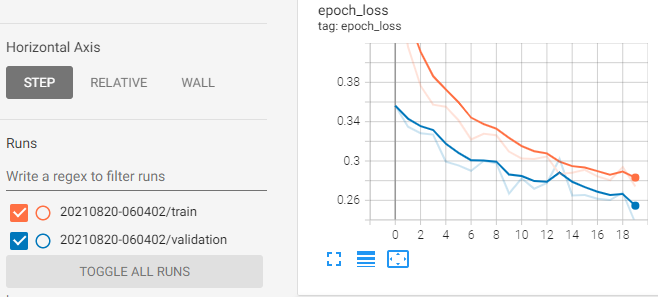 epoch_loss
tag: epoch_loss
Horizontal Axis
STEP RELATIVE WALL
Runs
Write a regex to filter runs
20210820-060402/train
20210820-060402/validation
TOGGLE ALL RUNS
0.38
0.34
0.3
0.26
0 2 4 6 8 10 12 14 16 18